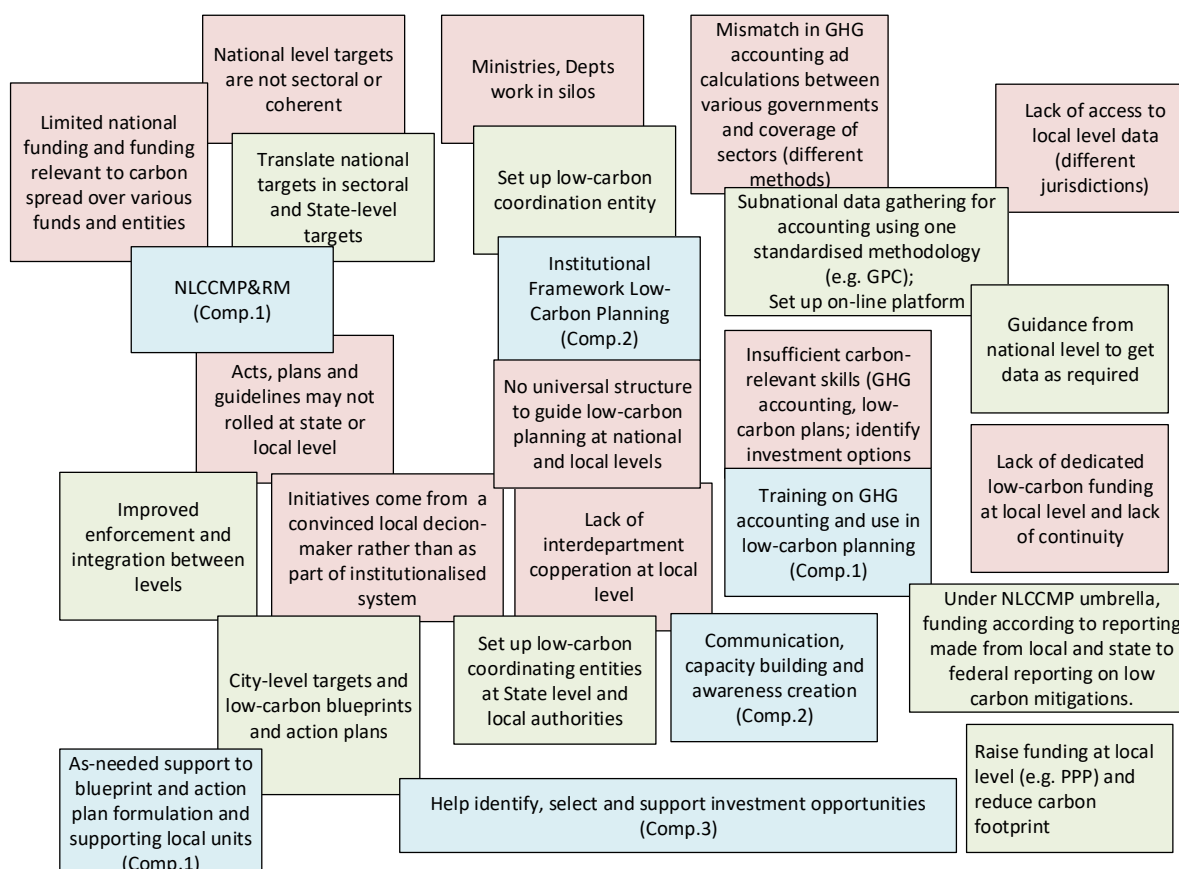 National level targets
are not sectoral or
coherent
Ministries, Depts
work in silos
Mismatch in GHG
accounting ad
calculations between
various governments
and coverage of
sectors (different
methods)
Lack of access to
local level data
(different
jurisdictions)
Limited national
funding and funding
relevant to carbon
spread over various
funds and entities
Translate national
targets in sectoral
and State-level
targets
Set up low-carbon
coordination entity
Subnational data gathering for
accounting using one
standardised methodology
(e.g. GPC);
Set up on-line platform
NLCCMP&RM
(Comp.1)
Institutional
Framework Low-
Carbon Planning
(Comp.2)
Guidance from
national level to get
data as required
Acts, plans and
guidelines may not
rolled at state or
local level
No universal structure
to guide low-carbon
planning at national
and local levels
Insufficient carbon-
relevant skills (GHG
accounting, low-
carbon plans; identify
investment options
Lack of dedicated
low-carbon funding
at local level and lack
of continuity
Improved
enforcement and
integration between
levels
Initiatives come from a
convinced local decion-
maker rather than as
part of institutionalised
system
Lack of
interdepartment
copperation at local
level
Training on GHG
accounting and use in
low-carbon planning
(Comp.1)
Under NLCCMP umbrella,
funding according to reporting
made from local and state to
federal reporting on low
carbon mitigations.
City-level targets and
low-carbon blueprints
and action plans
Set up low-carbon
coordinating entities
at State level and
local authorities
Communication,
capacity building and
awareness creation
(Comp.2)
As-needed support to
blueprint and action
plan formulation and
supporting local units
(Comp.1)
Help identify, select and support investment opportunities
(Comp.3)
Raise funding at local
level (e.g. PPP) and
reduce carbon
footprint